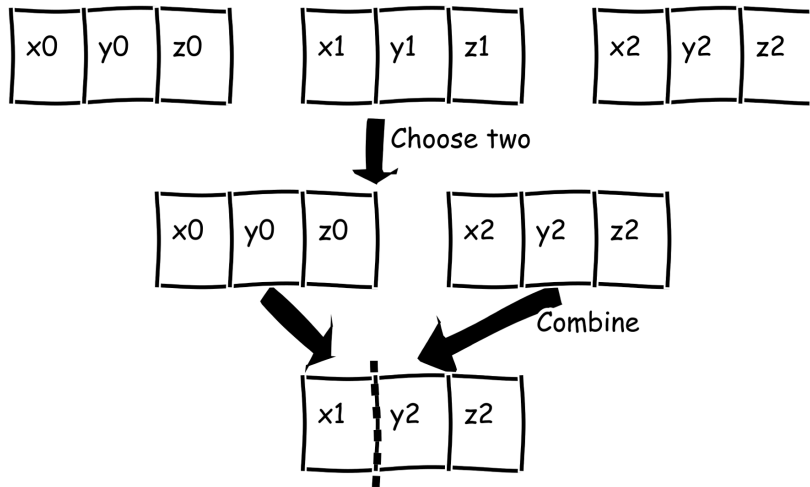 x0 y0 z0 x1 y1 z1 x2 y2 z2
Choose two
x0 y0 z0 x2 y2 z2
Combine
x1 y2 z2